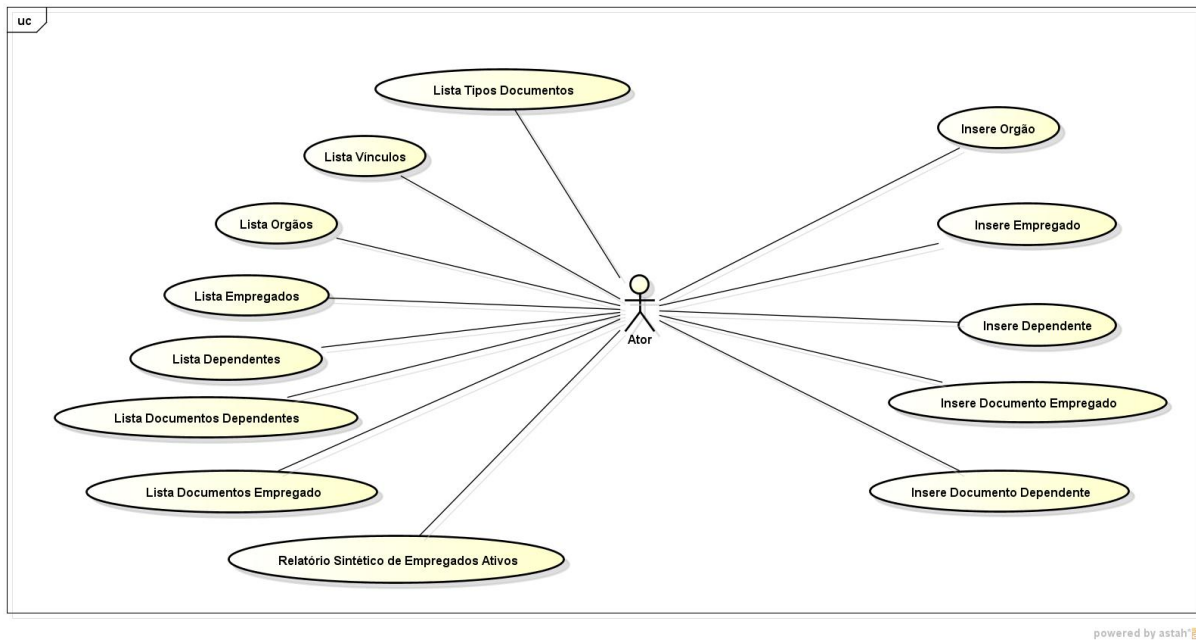 uc
Lista Tipos Documentos
Insere Orgão
Lista Vínculos
Lista Orgãos
Insere Empregado
Lista Empregados
Insere Dependente
Ator
Lista Dependentes
Insere Documento Empregado
Lista Documentos Dependentes
Lista Documentos Empregado
Insere Documento Dependente
Relatório Sintético de Empregados Ativos
powered by astah*